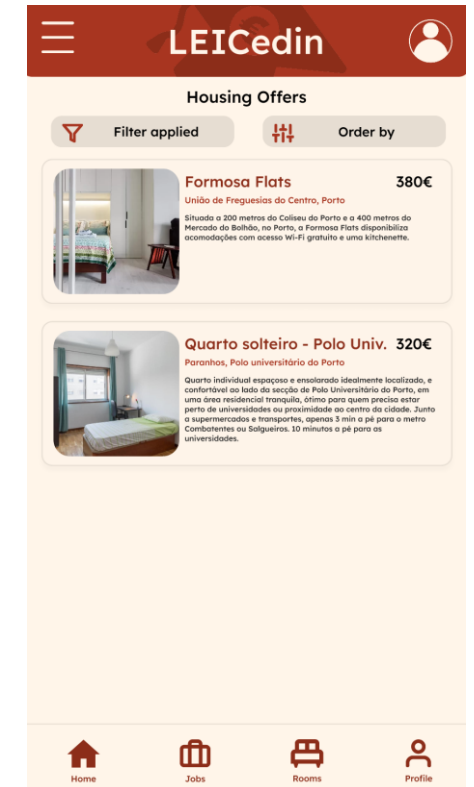 LEICedin
Housing Offers
Filter applied
Order by
Formosa Flats 380€
União de Freguesias do Centro, Porto
Situada a 200 metros do Coliseu do Porto e a 400 metros do
Mercado do Bolhão, no Porto, a Formosa Flats disponibiliza
acomodações com acesso Wi-Fi gratuito e uma kitchenette.
Quarto solteiro - Polo Univ. 320€
Paranhos, Polo universitário do Porto
Quarto individual espaçoso e ensolarado idealmente localizado, e
confortável ao lado da secção de Polo Universitário do Porto, em
uma área residencial tranquila, ótimo para quem precisa estar
perto de universidades ou proximidade ao centro da cidade. Junto
a supermercados e transportes, apenas 3 min a pé para o metro
Combatentes ou Salgueiros. 10 minutos a pé para as
universidades.
Home
Jobs
Rooms
Profile